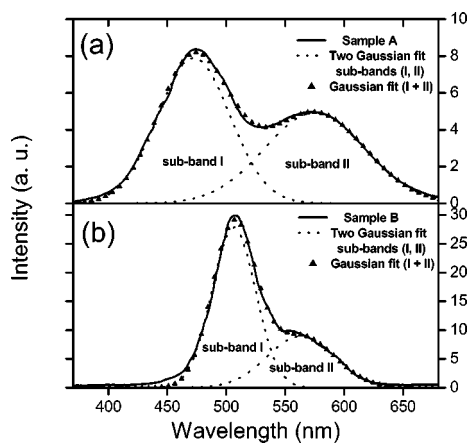 (a)
Sample A
Two Gaussian fit
sub-bands (I, II)
Gaussian fit (I + II)
sub-band I
sub-band II
8
6
4
2
0
(b)
Sample B
Two Gaussian fit
sub-bands (I, II)
Gaussian fit (I + II)
sub-band I
sub-band II
30
25
20
15
10
5
0
400 450 500 550 600 650
Wavelength (nm)
Intensity (a. u.)